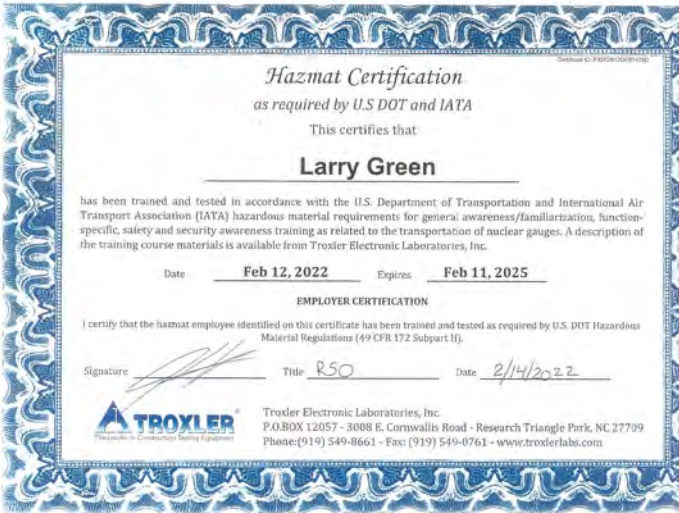 Hazmat Certification
as required by U.S DOT and IATA
This certifies that
Larry Green
has been trained and tested in accordance with the U.S. Department of Transportation and International Air
Transport Association (IATA) hazardous material requirements for general awareness/familiarization, function-
specific, safety and security awareness training as related to the transportation of nuclear gauges. A description of
the training course materials is available from Troxler Electronic Laboratories, Inc.
Date Feb 12, 2022 Expires Feb 11, 2025
EMPLOYER CERTIFICATION
I certify that the hazmat employee identified on this certificate has been trained and tested as required by U.S. DOT Hazardous
Material Regulations (49 CFR 172 Subpart H).
Signature Title RSO Date 2/14/2022
TROXLER
The Leader in Construction Testing Equipment
Troxler Electronic Laboratories, Inc.
P.O.BOX 12057 - 3008 E. Cornwallis Road - Research Triangle Park, NC 27709
Phone:(919) 549-8661 - Fax: (919) 549-0761 - www.troxlerlabs.com